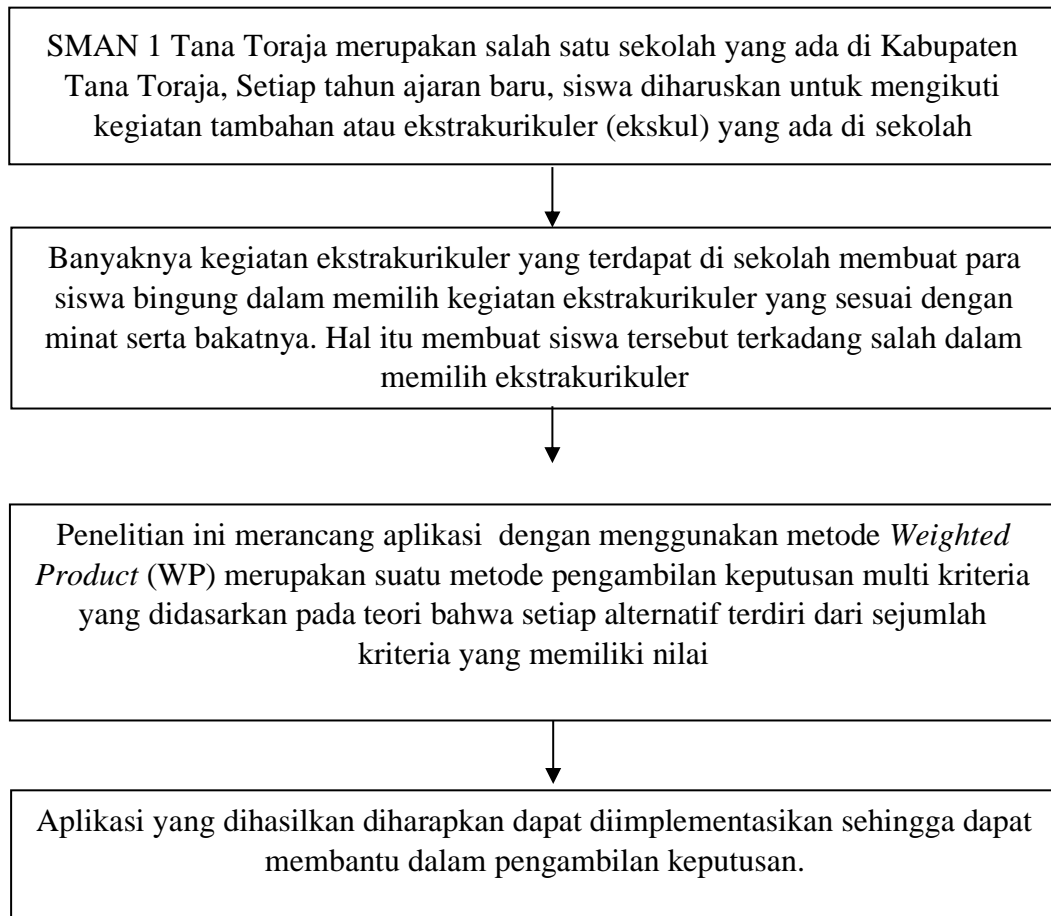 SMAN 1 Tana Toraja merupakan salah satu sekolah yang ada di Kabupaten
Tana Toraja, Setiap tahun ajaran baru, siswa diharuskan untuk mengikuti
kegiatan tambahan atau ekstrakurikuler (ekskul) yang ada di sekolah
Banyaknya kegiatan ekstrakurikuler yang terdapat di sekolah membuat para
siswa bingung dalam memilih kegiatan ekstrakurikuler yang sesuai dengan
minat serta bakatnya. Hal itu membuat siswa tersebut terkadang salah dalam
memilih ekstrakurikuler
Penelitian ini merancang aplikasi dengan menggunakan metode Weighted
Product (WP) merupakan suatu metode pengambilan keputusan multi kriteria
yang didasarkan pada teori bahwa setiap alternatif terdiri dari sejumlah
kriteria yang memiliki nilai
Aplikasi yang dihasilkan diharapkan dapat diimplementasikan sehingga dapat
membantu dalam pengambilan keputusan.